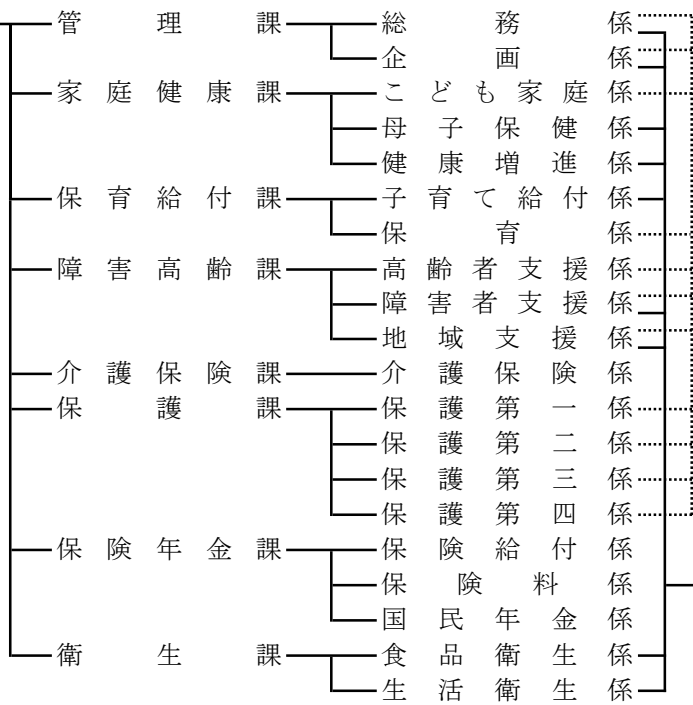 管理課 総務係
企画係
家庭健康課 こども家庭係
母子保健係
健康増進係
保育給付課 子育て給付係
保育係
障害高齢課 高齢者支援係
障害者支援係
地域支援係
介護保険課 介護保険係
保護課 保護第一係
保護第二係
保護第三係
保護第四係
保険年金課 保険給付係
保険料係
国民年金係
衛生課 食品衛生係
生活衛生係